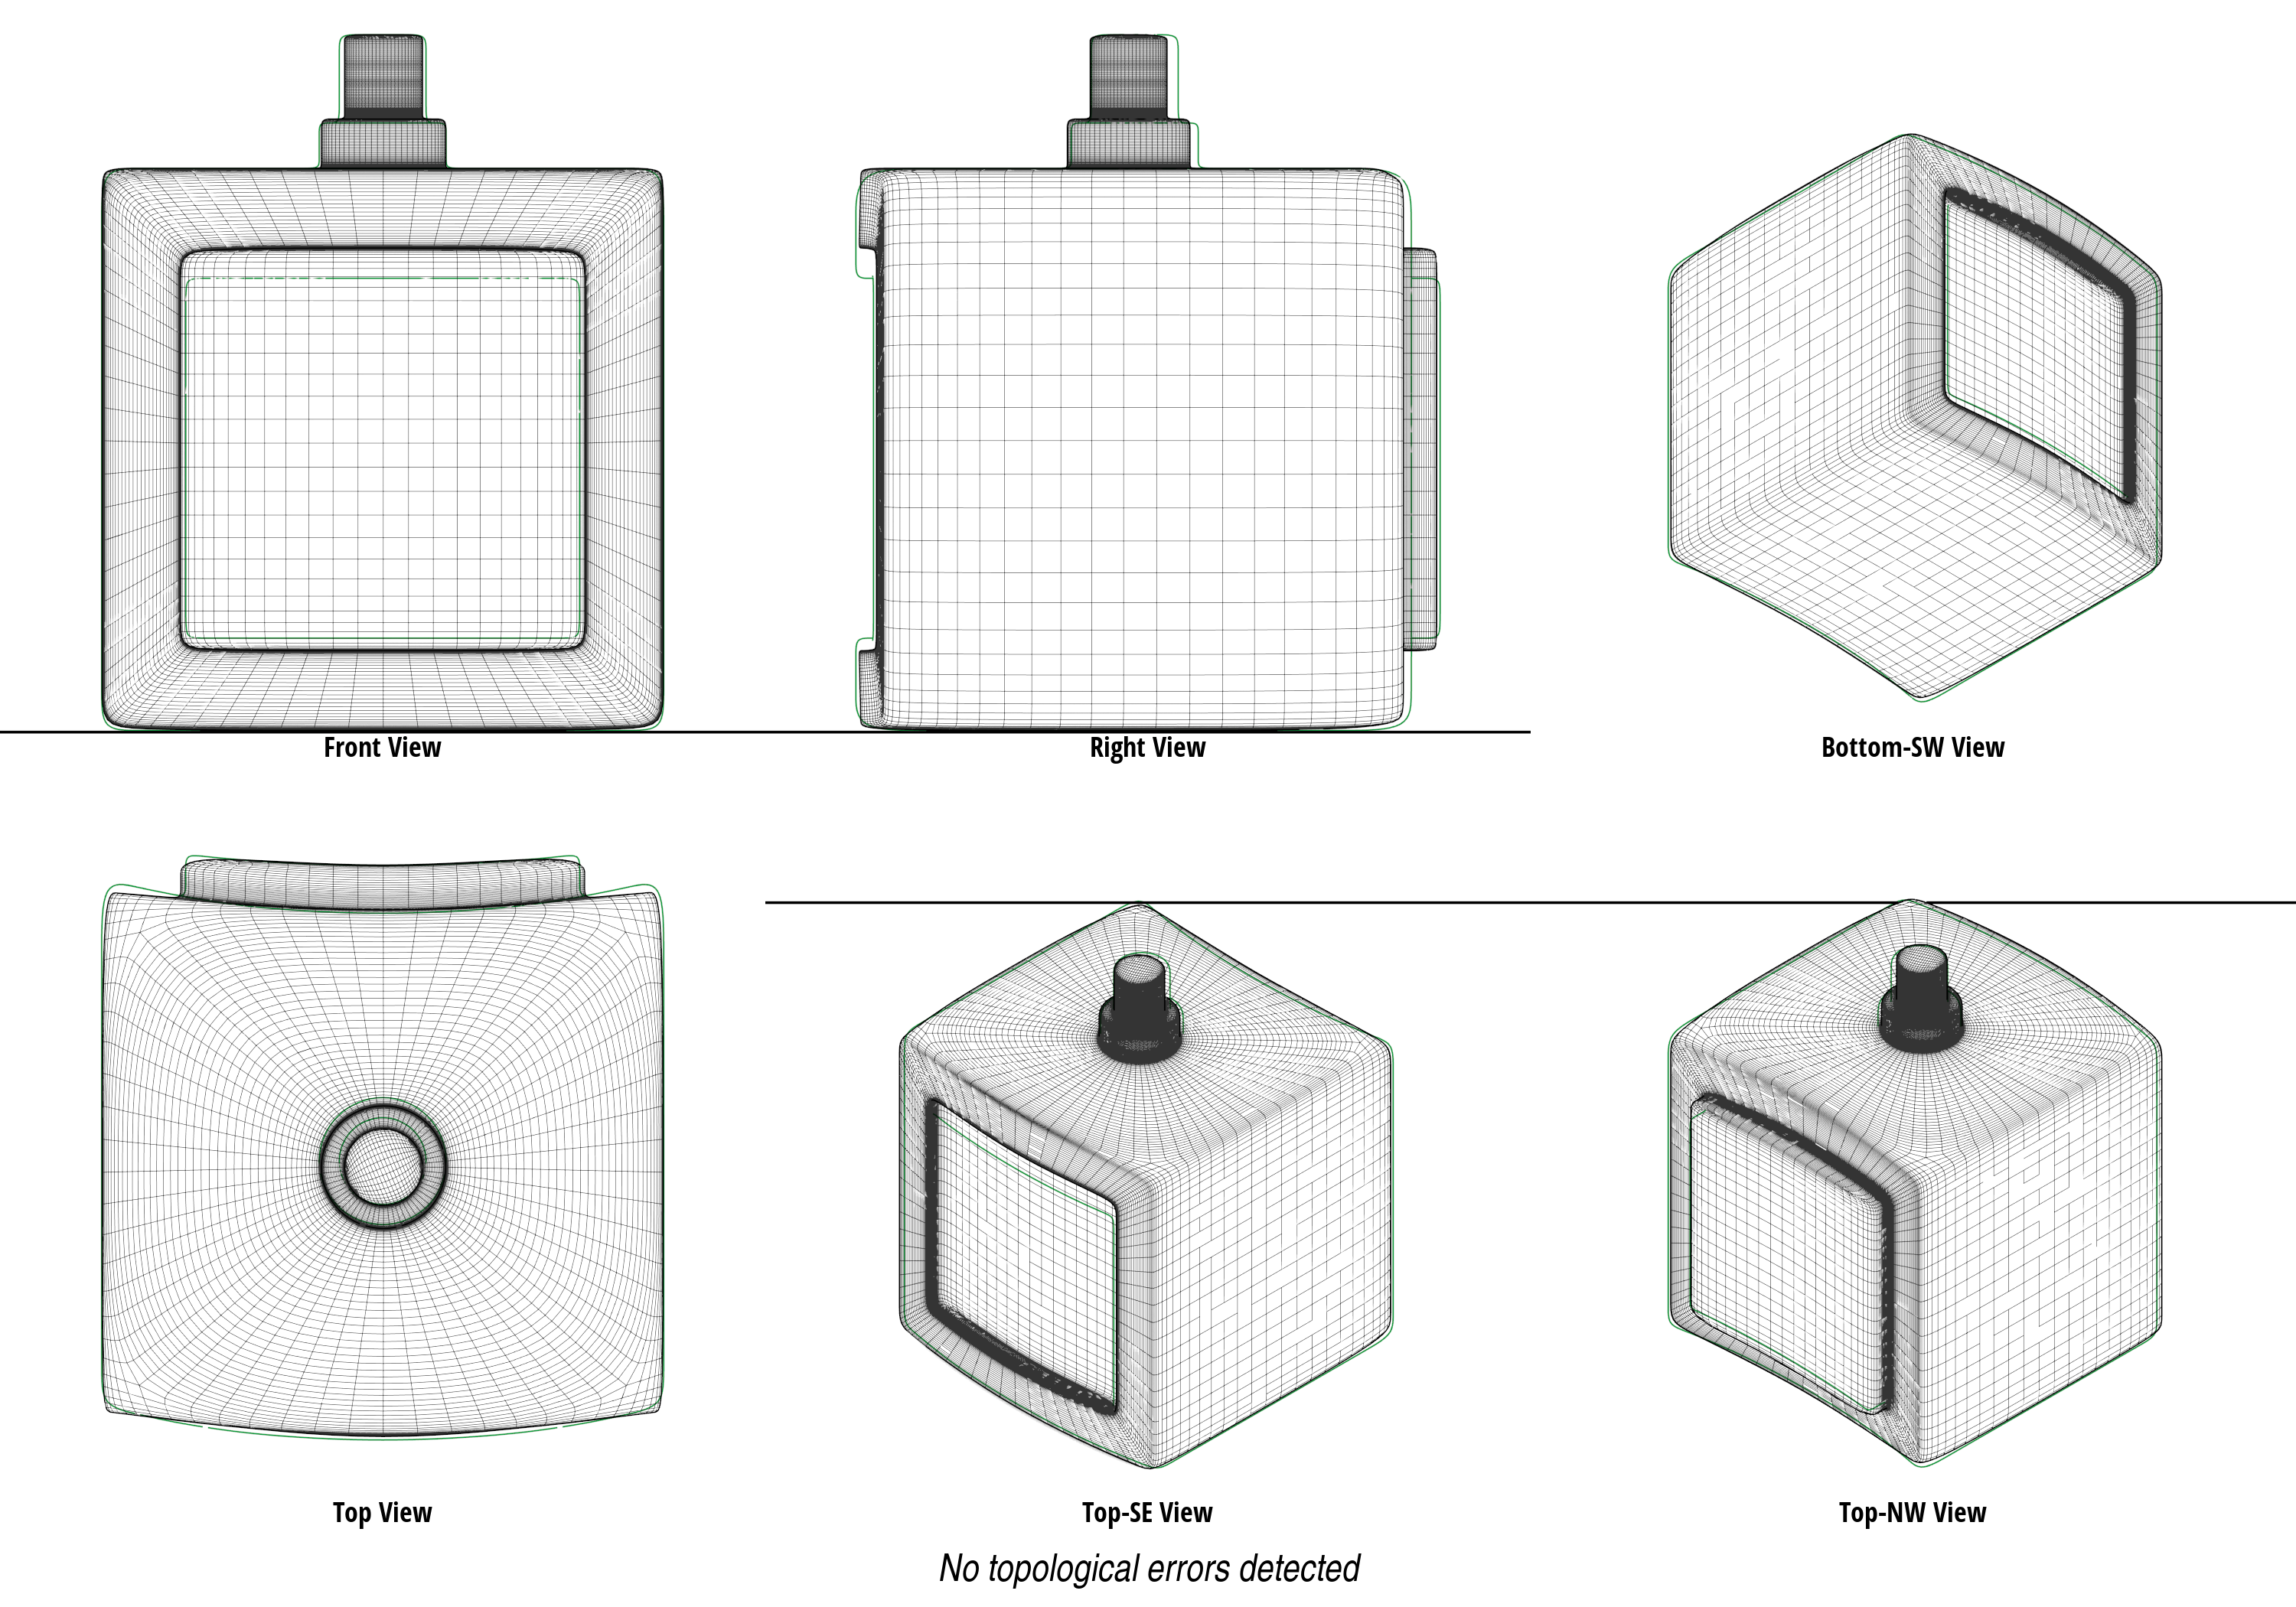 Front View
Right View
Bottom-SW View
Top View
Top-SE View
Top-NW View
No topological errors detected